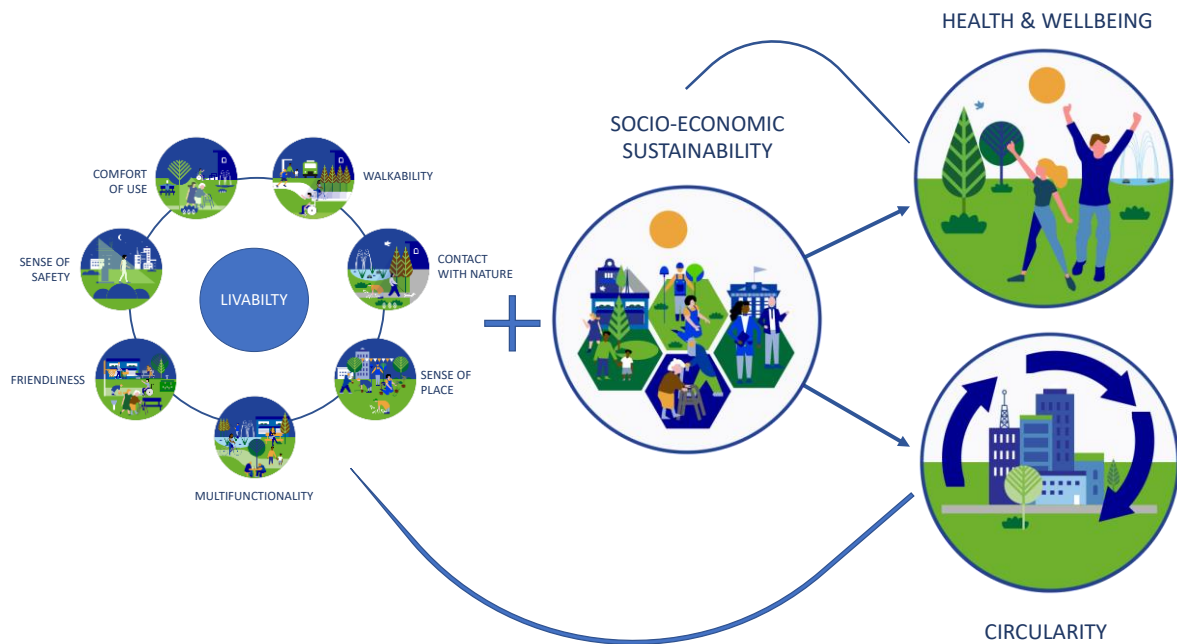 HEALTH & WELLBEING
SOCIO-ECONOMIC
SUSTAINABILITY
COMFORT
OF USE
WALKABILITY
SENSE OF
SAFETY
CONTACT
WITH NATURE
LIVABILTY
FRIENDLINESS
SENSE OF
PLACE
MULTIFUNCTIONALITY
CIRCULARITY